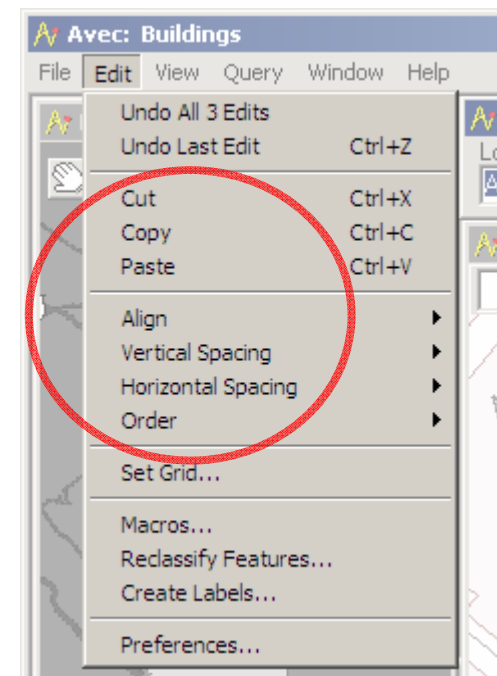 Avec: Buildings
File Edit View Query Window Help
Undo All 3 Edits
Undo Last Edit Ctrl+Z
Cut Ctrl+X
Copy Ctrl+C
Paste Ctrl+V
Align
Vertical Spacing
Horizontal Spacing
Order
Set Grid...
Macros...
Reclassify Features...
Create Labels...
Preferences...